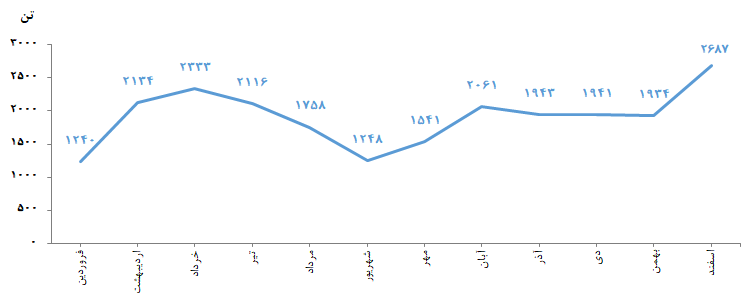 تن
۳۰۰۰
۲۵۰۰
۲۰۰۰
۱۵۰۰
۱۰۰۰
۵۰۰
۰
۱۲۴۰
۲۱۳۴
۲۳۳۳
۲۱۱۶
۱۷۵۸
۱۲۴۸
۱۵۴۱
۲۰۶۱
۱۹۴۳
۱۹۴۱
۱۹۳۴
۲۶۸۷
فروردین
اردیبهشت
خرداد
تیر
مرداد
شهریور
مهر
آبان
آذر
دی
بهمن
اسفند